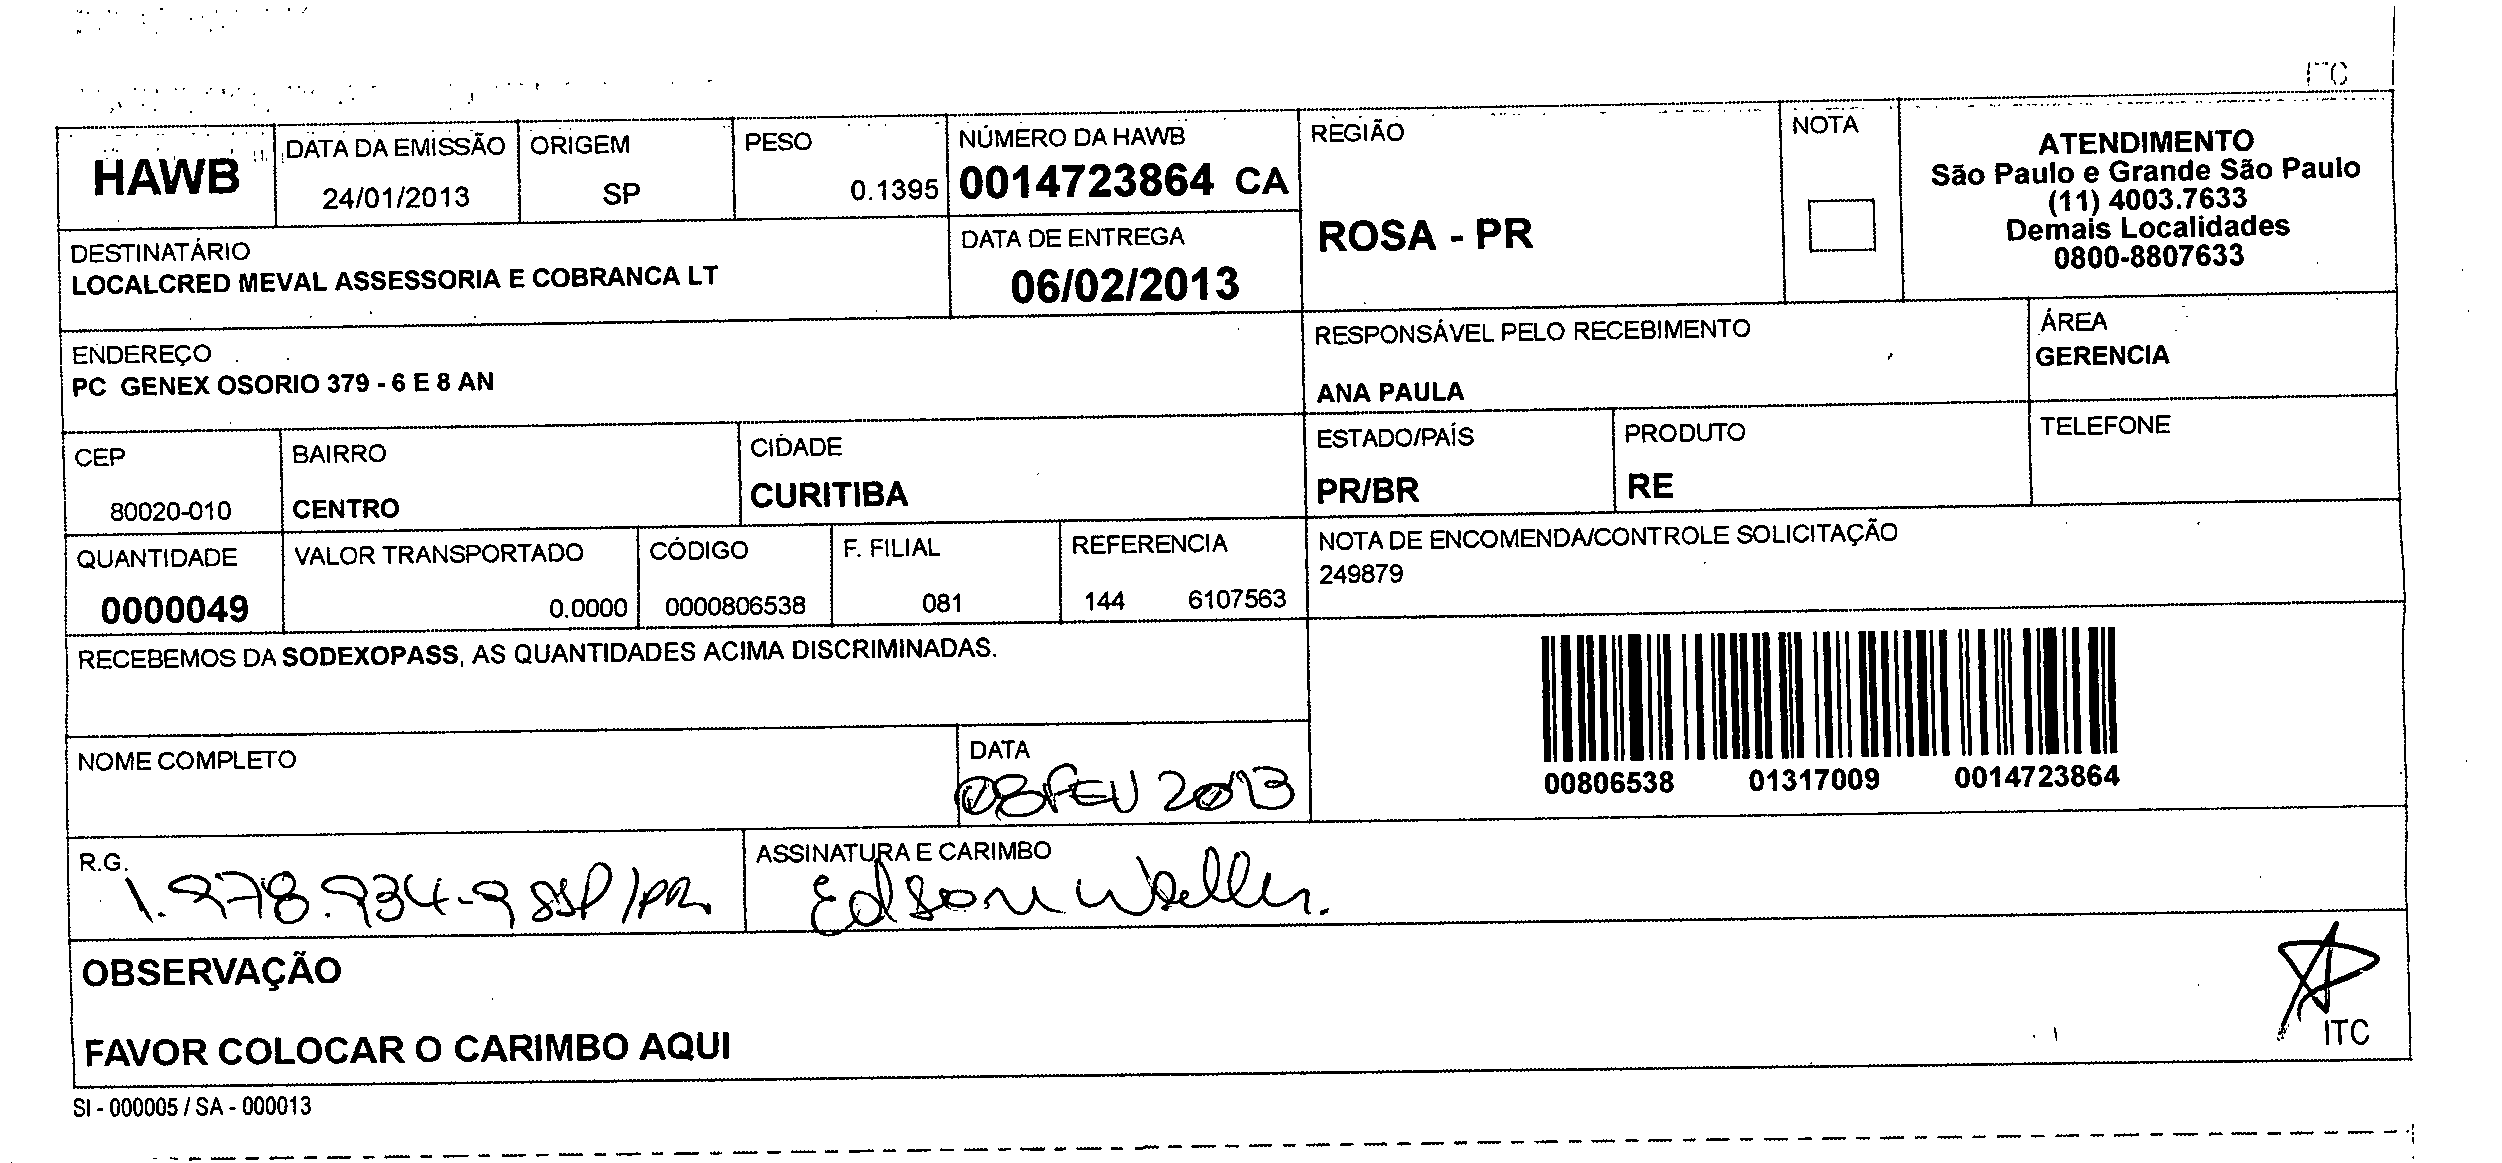 ITC
HAWB
DATA DA EMISSÃO
24/01/2013
ORIGEM
SP
PESO
0.1395
NÚMERO DA HAWB
0014723864 CA
REGIÃO
ROSA - PR
NOTA
ATENDIMENTO
São Paulo e Grande São Paulo
(11) 4003.7633
Demais Localidades
0800-8807633
DESTINATÁRIO
LOCALCRED MEVAL ASSESSORIA E COBRANCA LT
DATA DE ENTREGA
06/02/2013
ENDEREÇO
PC GENEX OSORIO 379 - 6 E 8 AN
RESPONSÁVEL PELO RECEBIMENTO
ANA PAULA
ÁREA
GERENCIA
CEP
80020-010
BAIRRO
CENTRO
CIDADE
CURITIBA
ESTADO/PAÍS
PR/BR
PRODUTO
RE
TELEFONE
QUANTIDADE
0000049
VALOR TRANSPORTADO
0.0000
CÓDIGO
0000806538
F. FILIAL
081
REFERENCIA
144 6107563
NOTA DE ENCOMENDA/CONTROLE SOLICITAÇÃO
249879
RECEBEMOS DA SODEXOPASS, AS QUANTIDADES ACIMA DISCRIMINADAS.
00806538 01317009 0014723864
NOME COMPLETO
DATA
08 FEV 2013
R.G.
1.978.934-9 SSP/PR
ASSINATURA E CARIMBO
Edson
OBSERVAÇÃO
FAVOR COLOCAR O CARIMBO AQUI
ITC
SI - 000005 / SA - 000013